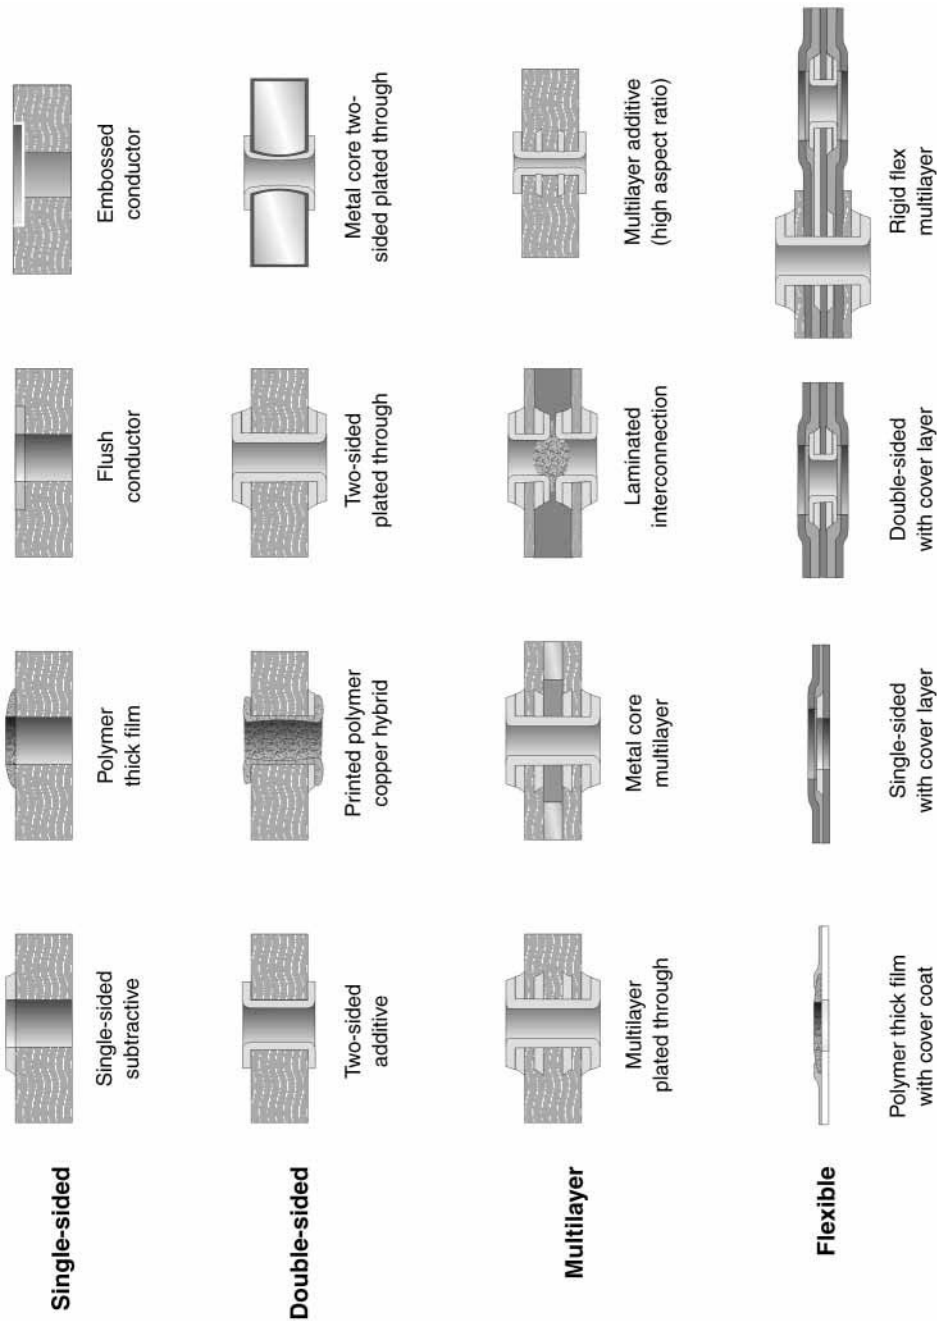 Single-sided
Single-sided
subtractive
Polymer
thick film
Flush
conductor
Embossed
conductor
Double-sided
Two-sided
additive
Printed polymer
copper hybrid
Two-sided
plated through
Metal core two-
sided plated through
Multilayer
Multilayer
plated through
Metal core
multilayer
Laminated
interconnection
Multilayer additive
(high aspect ratio)
Flexible
Polymer thick film
with cover coat
Single-sided
with cover layer
Double-sided
with cover layer
Rigid flex
multilayer